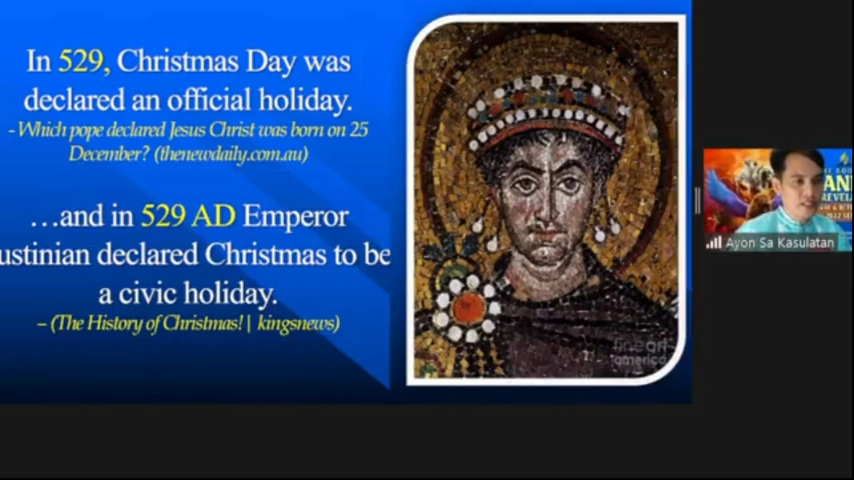 In 529, Christmas Day was
declared an official holiday.
- Which pope declared Jesus Christ was born on 25
December? (thenewdaily.com.au)
…and in 529 AD Emperor
ustinian declared Christmas to be
a civic holiday.
– (The History of Christmas! | kingsnews)
fine art
america
Ayon Sa Kasulatan